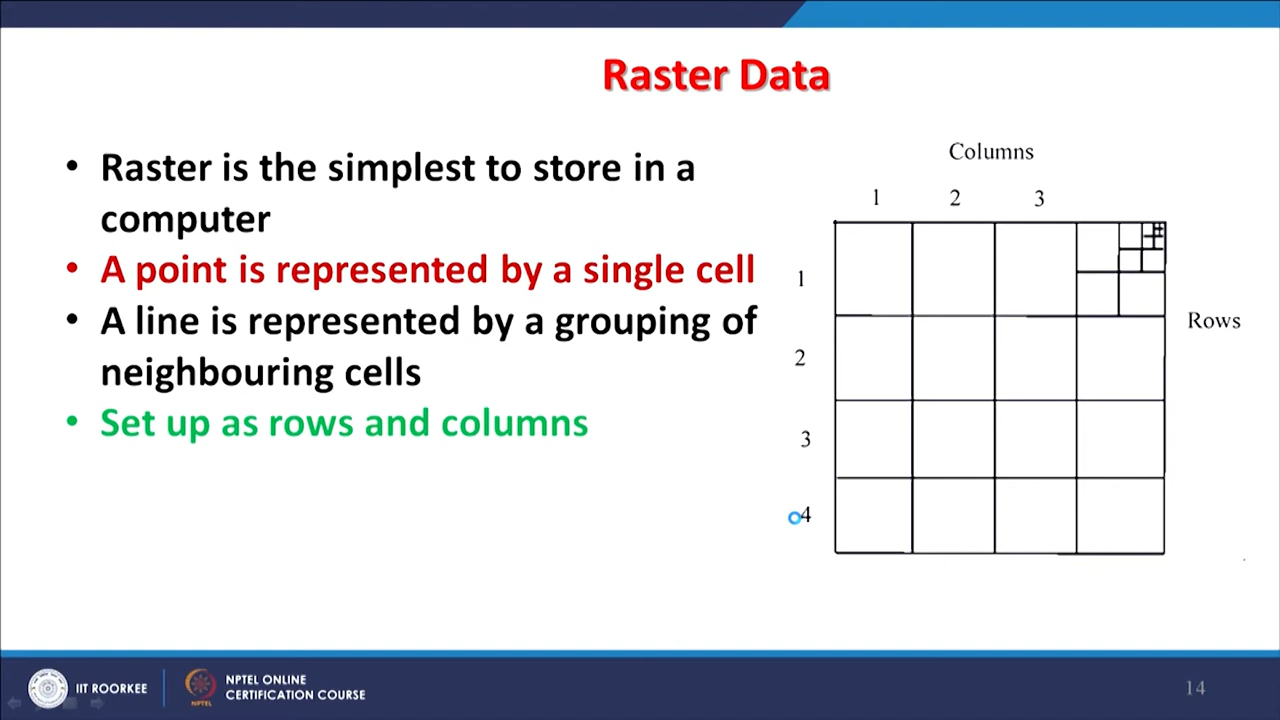 Raster Data
• Raster is the simplest to store in a
computer
• A point is represented by a single cell
• A line is represented by a grouping of
neighbouring cells
• Set up as rows and columns
Columns
1 2 3
1
Rows
2
3
4
IIT ROORKEE
NPTEL ONLINE
CERTIFICATION COURSE
NPTEL
14